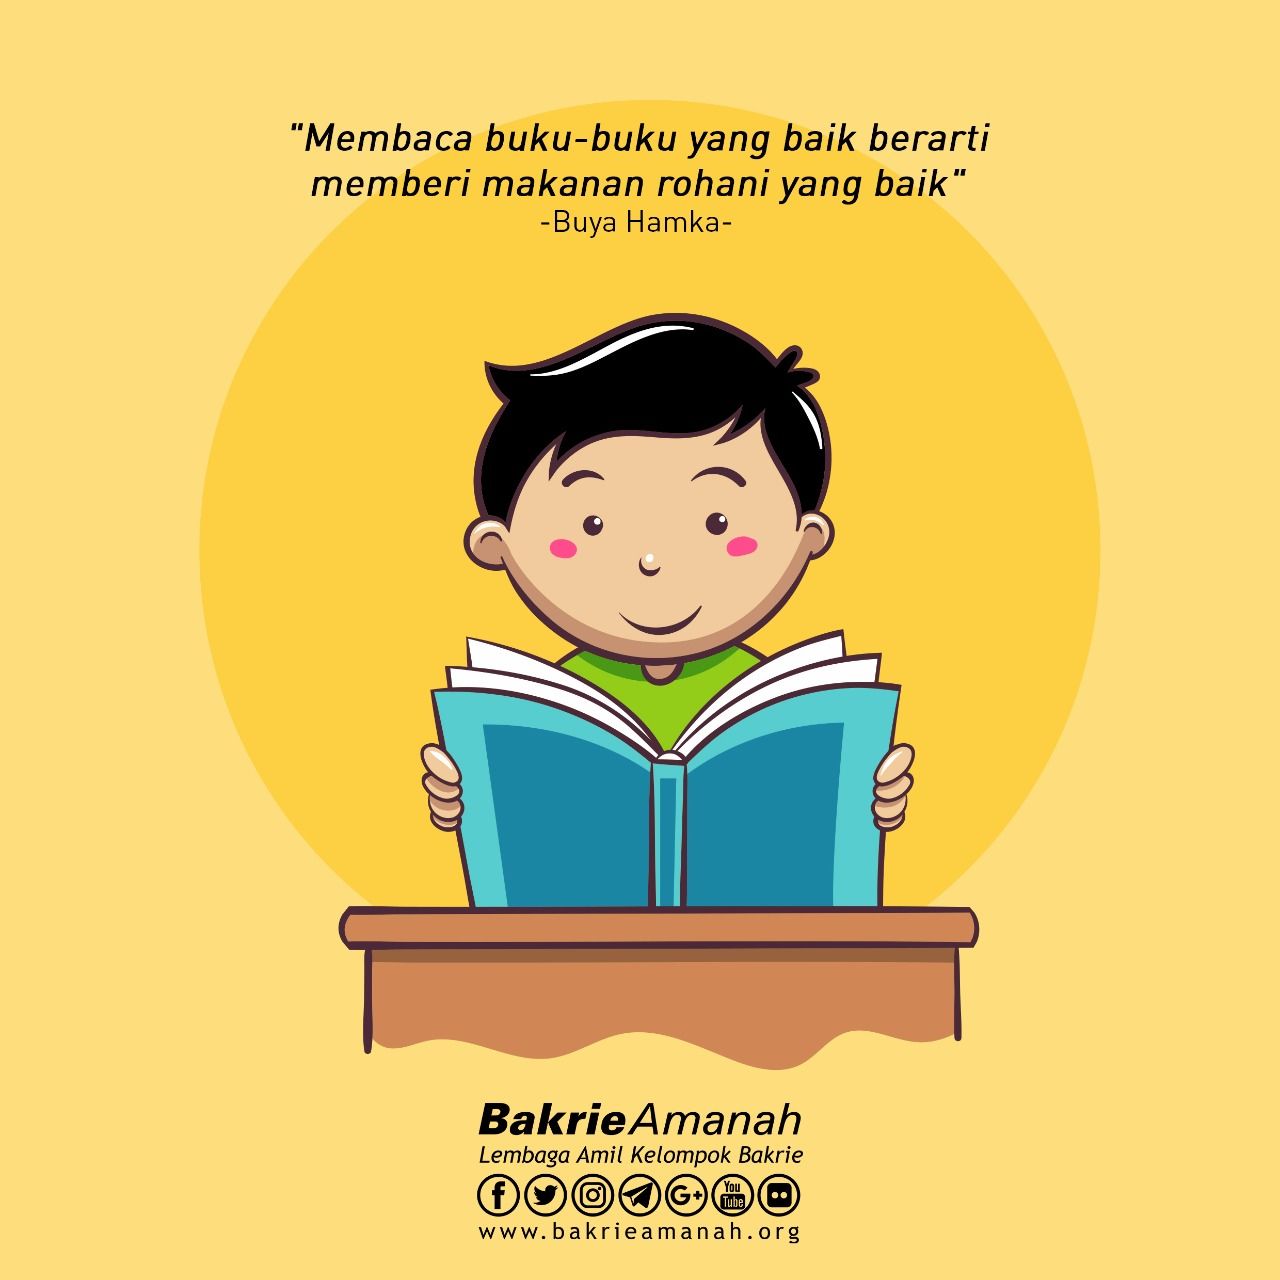 "Membaca buku-buku yang baik berarti
memberi makanan rohani yang baik"
-Buya Hamka-
BakrieAmanah
Lembaga Amil Kelompok Bakrie
f G+ You Tube
www.bakrieamanah.org